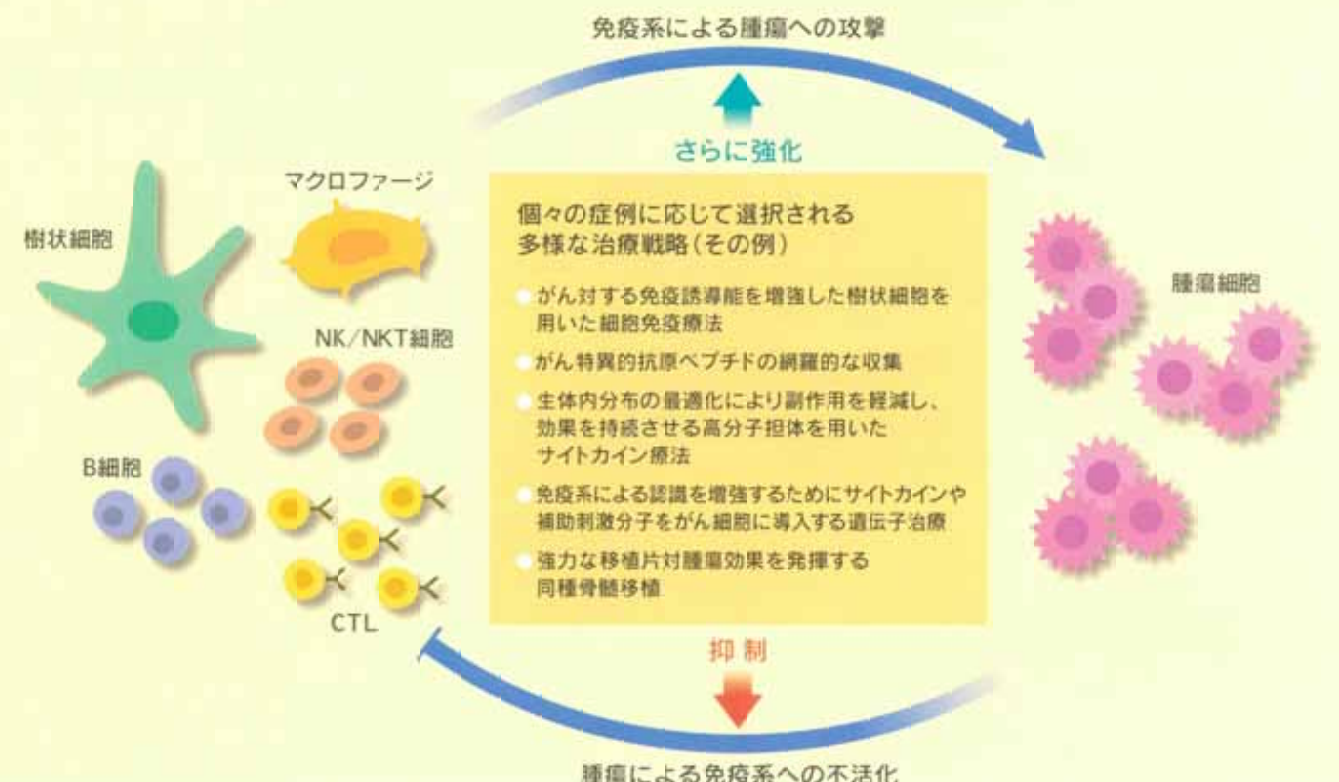 免疫系による腫瘍への攻撃
さらに強化
マクロファージ
樹状細胞
NK/NKT細胞
B細胞
CTL
個々の症例に応じて選択される
多様な治療戦略(その例)
がん対する免疫誘導能を増強した樹状細胞を
用いた細胞免疫療法
がん特異的抗原ペプチドの網羅的な収集
生体内分布の最適化により副作用を軽減し、
効果を持続させる高分子担体を用いた
サイトカイン療法
免疫系による認識を増強するためにサイトカインや
補助刺激分子をがん細胞に導入する遺伝子治療
強力な移植片対腫瘍効果を発揮する
同種骨髄移植
腫瘍細胞
抑制
腫瘍による免疫系への不活化